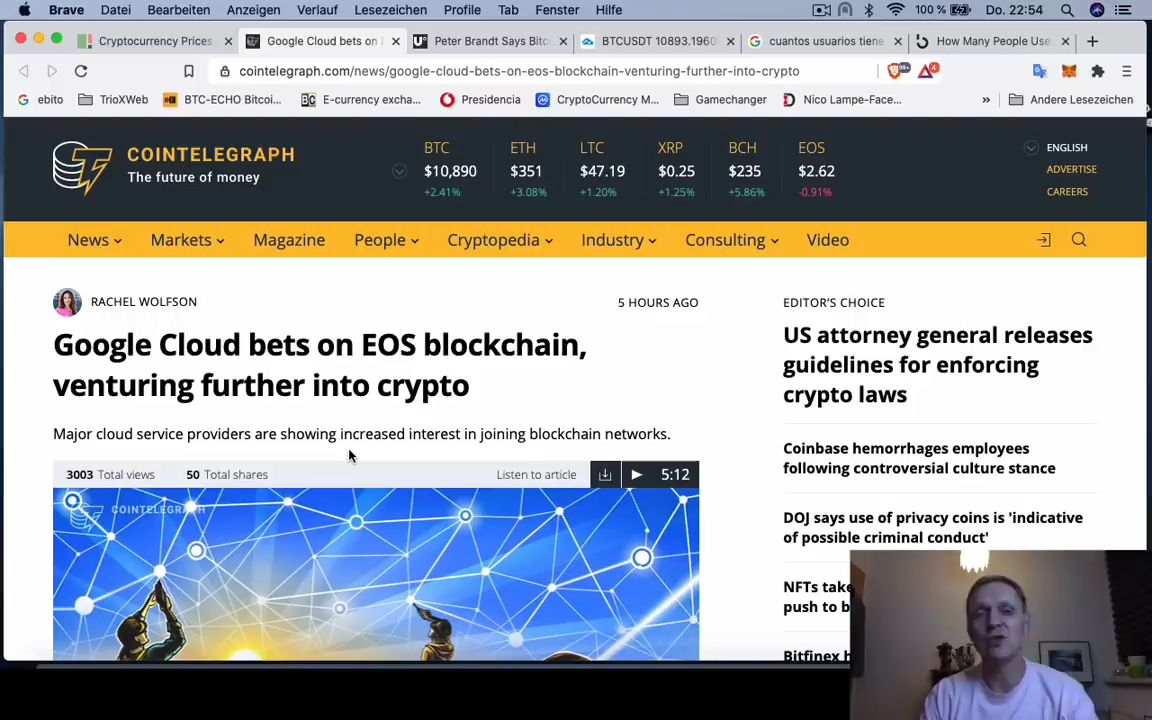 Brave Datei Bearbeiten Anzeigen Verlauf Lesezeichen Profile Tab Fenster Hilfe 100 % Do. 22:54
Cryptocurrency Prices Google Cloud bets on Peter Brandt Says Bitc BTCUSDT 10893.1960 cuantos usuarios tiene How Many People Use
cointelegraph.com/news/google-cloud-bets-on-eos-blockchain-venturing-further-into-crypto 99+ 4
ebito TrioXWeb BTC-ECHO Bitcoi... E-currency excha... Presidencia CryptoCurrency M... Gamechanger Nico Lampe-Face... » Andere Lesezeichen
COINTELEGRAPH
The future of money
BTC ETH LTC XRP BCH EOS
$10,890 $351 $47.19 $0.25 $235 $2.62
+2.41% +3.08% +1.20% +1.25% +5.86% -0.91%
ENGLISH
ADVERTISE
CAREERS
News Markets Magazine People Cryptopedia Industry Consulting Video
RACHEL WOLFSON 5 HOURS AGO
Google Cloud bets on EOS blockchain,
venturing further into crypto
Major cloud service providers are showing increased interest in joining blockchain networks.
3003 Total views 50 Total shares Listen to article 5:12
COINTELEGRAPH
EDITOR'S CHOICE
US attorney general releases
guidelines for enforcing
crypto laws
Coinbase hemorrhages employees
following controversial culture stance
DOJ says use of privacy coins is 'indicative
of possible criminal conduct'
NFTs take
push to b
Bitfinex h